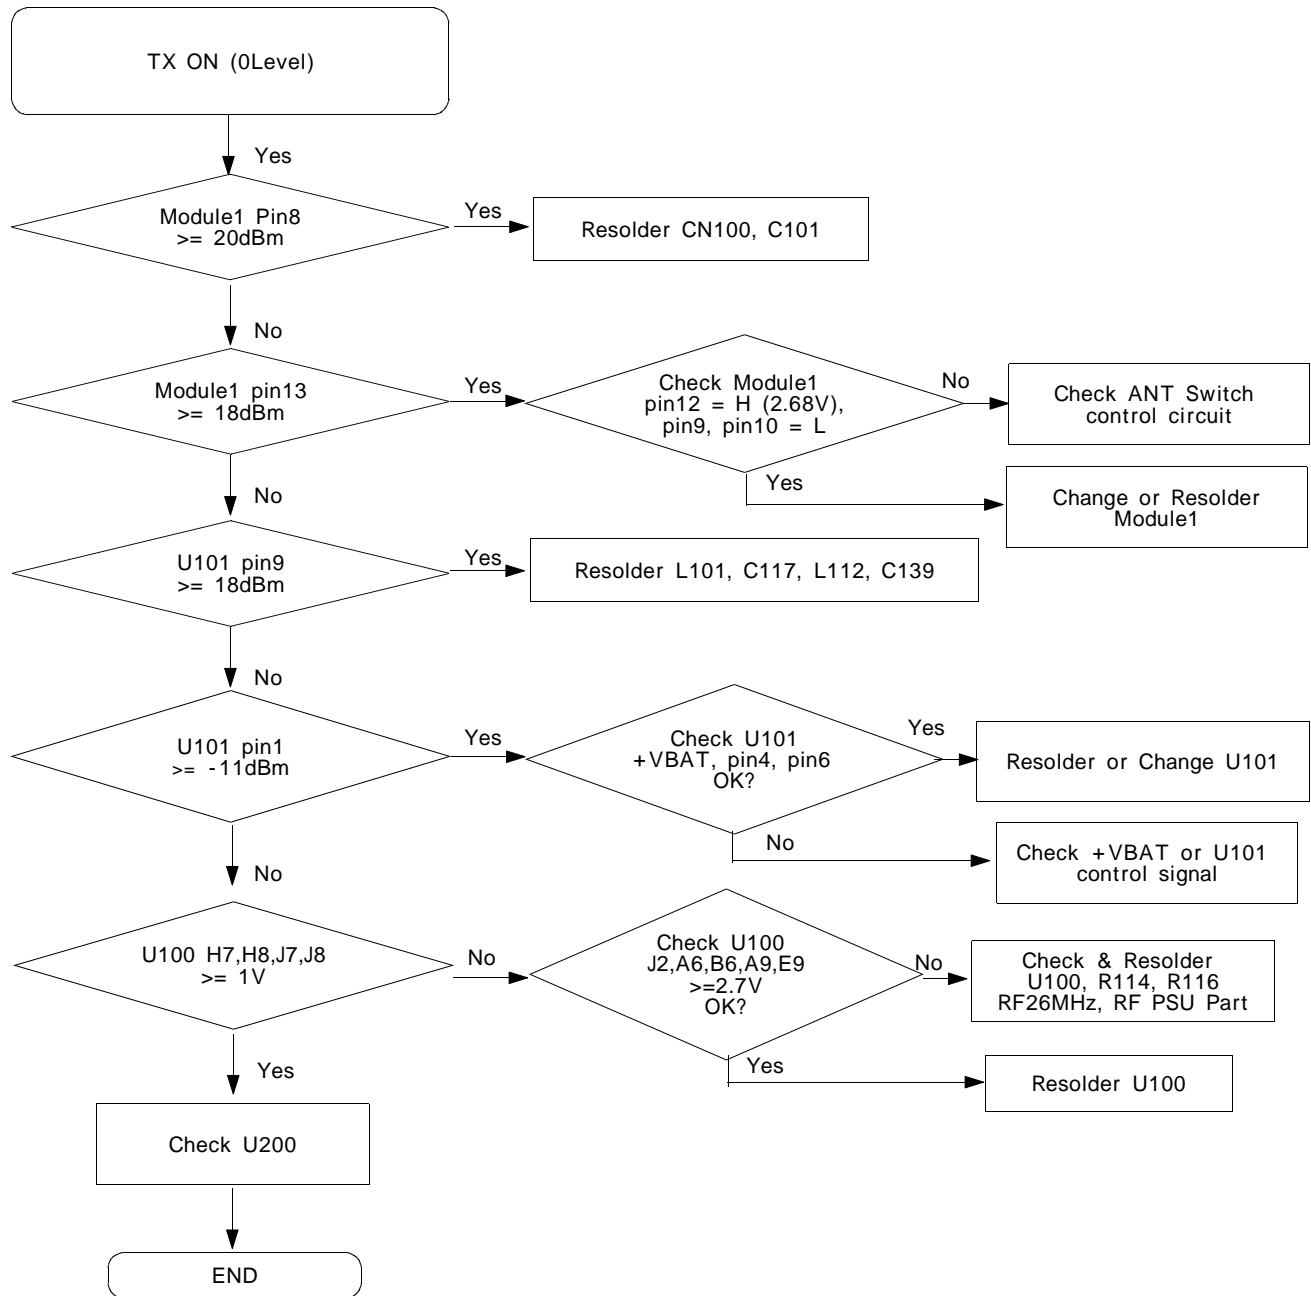 TX ON (0Level)
Yes
Module1 Pin8
>= 20dBm
Yes
Resolder CN100, C101
No
Module1 pin13
>= 18dBm
Yes
Check Module1
pin12 = H (2.68V),
pin9, pin10 = L
No
Check ANT Switch
control circuit
Yes
Change or Resolder
Module1
No
U101 pin9
>= 18dBm
Yes
Resolder L101, C117, L112, C139
No
U101 pin1
>= -11dBm
Yes
Check U101
+VBAT, pin4, pin6
OK?
Yes
Resolder or Change U101
No
Check +VBAT or U101
control signal
No
U100 H7,H8,J7,J8
>= 1V
No
Check U100
J2,A6,B6,A9,E9
>=2.7V
OK?
No
Check & Resolder
U100, R114, R116
RF26MHz, RF PSU Part
Yes
Resolder U100
Yes
Check U200
END